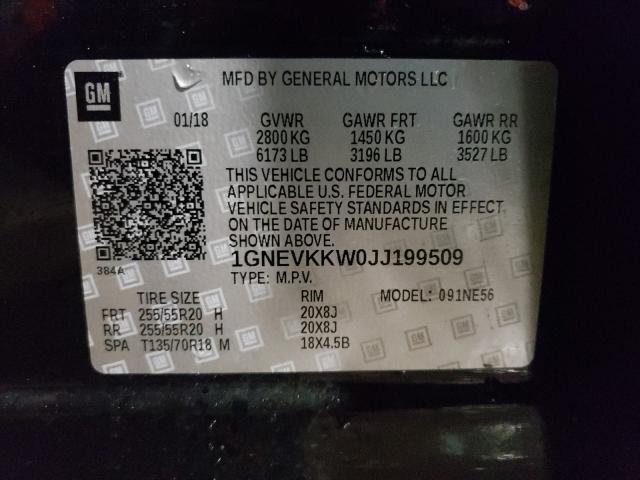 GM MFD BY GENERAL MOTORS LLC
01/18 GVWR GAWR FRT GAWR RR
2800 KG 1450 KG 1600 KG
6173 LB 3196 LB 3527 LB
THIS VEHICLE CONFORMS TO ALL
APPLICABLE U.S. FEDERAL MOTOR
VEHICLE SAFETY STANDARDS IN EFFECT
ON THE DATE OF MANUFACTURE
SHOWN ABOVE.
1GNEVKKW0JJ199509
384A
TYPE: M.P.V.
TIRE SIZE RIM MODEL: 091NE56
FRT 255/55R20 H 20X8J
RR 255/55R20 H 20X8J
SPA T135/70R18 M 18X4.5B